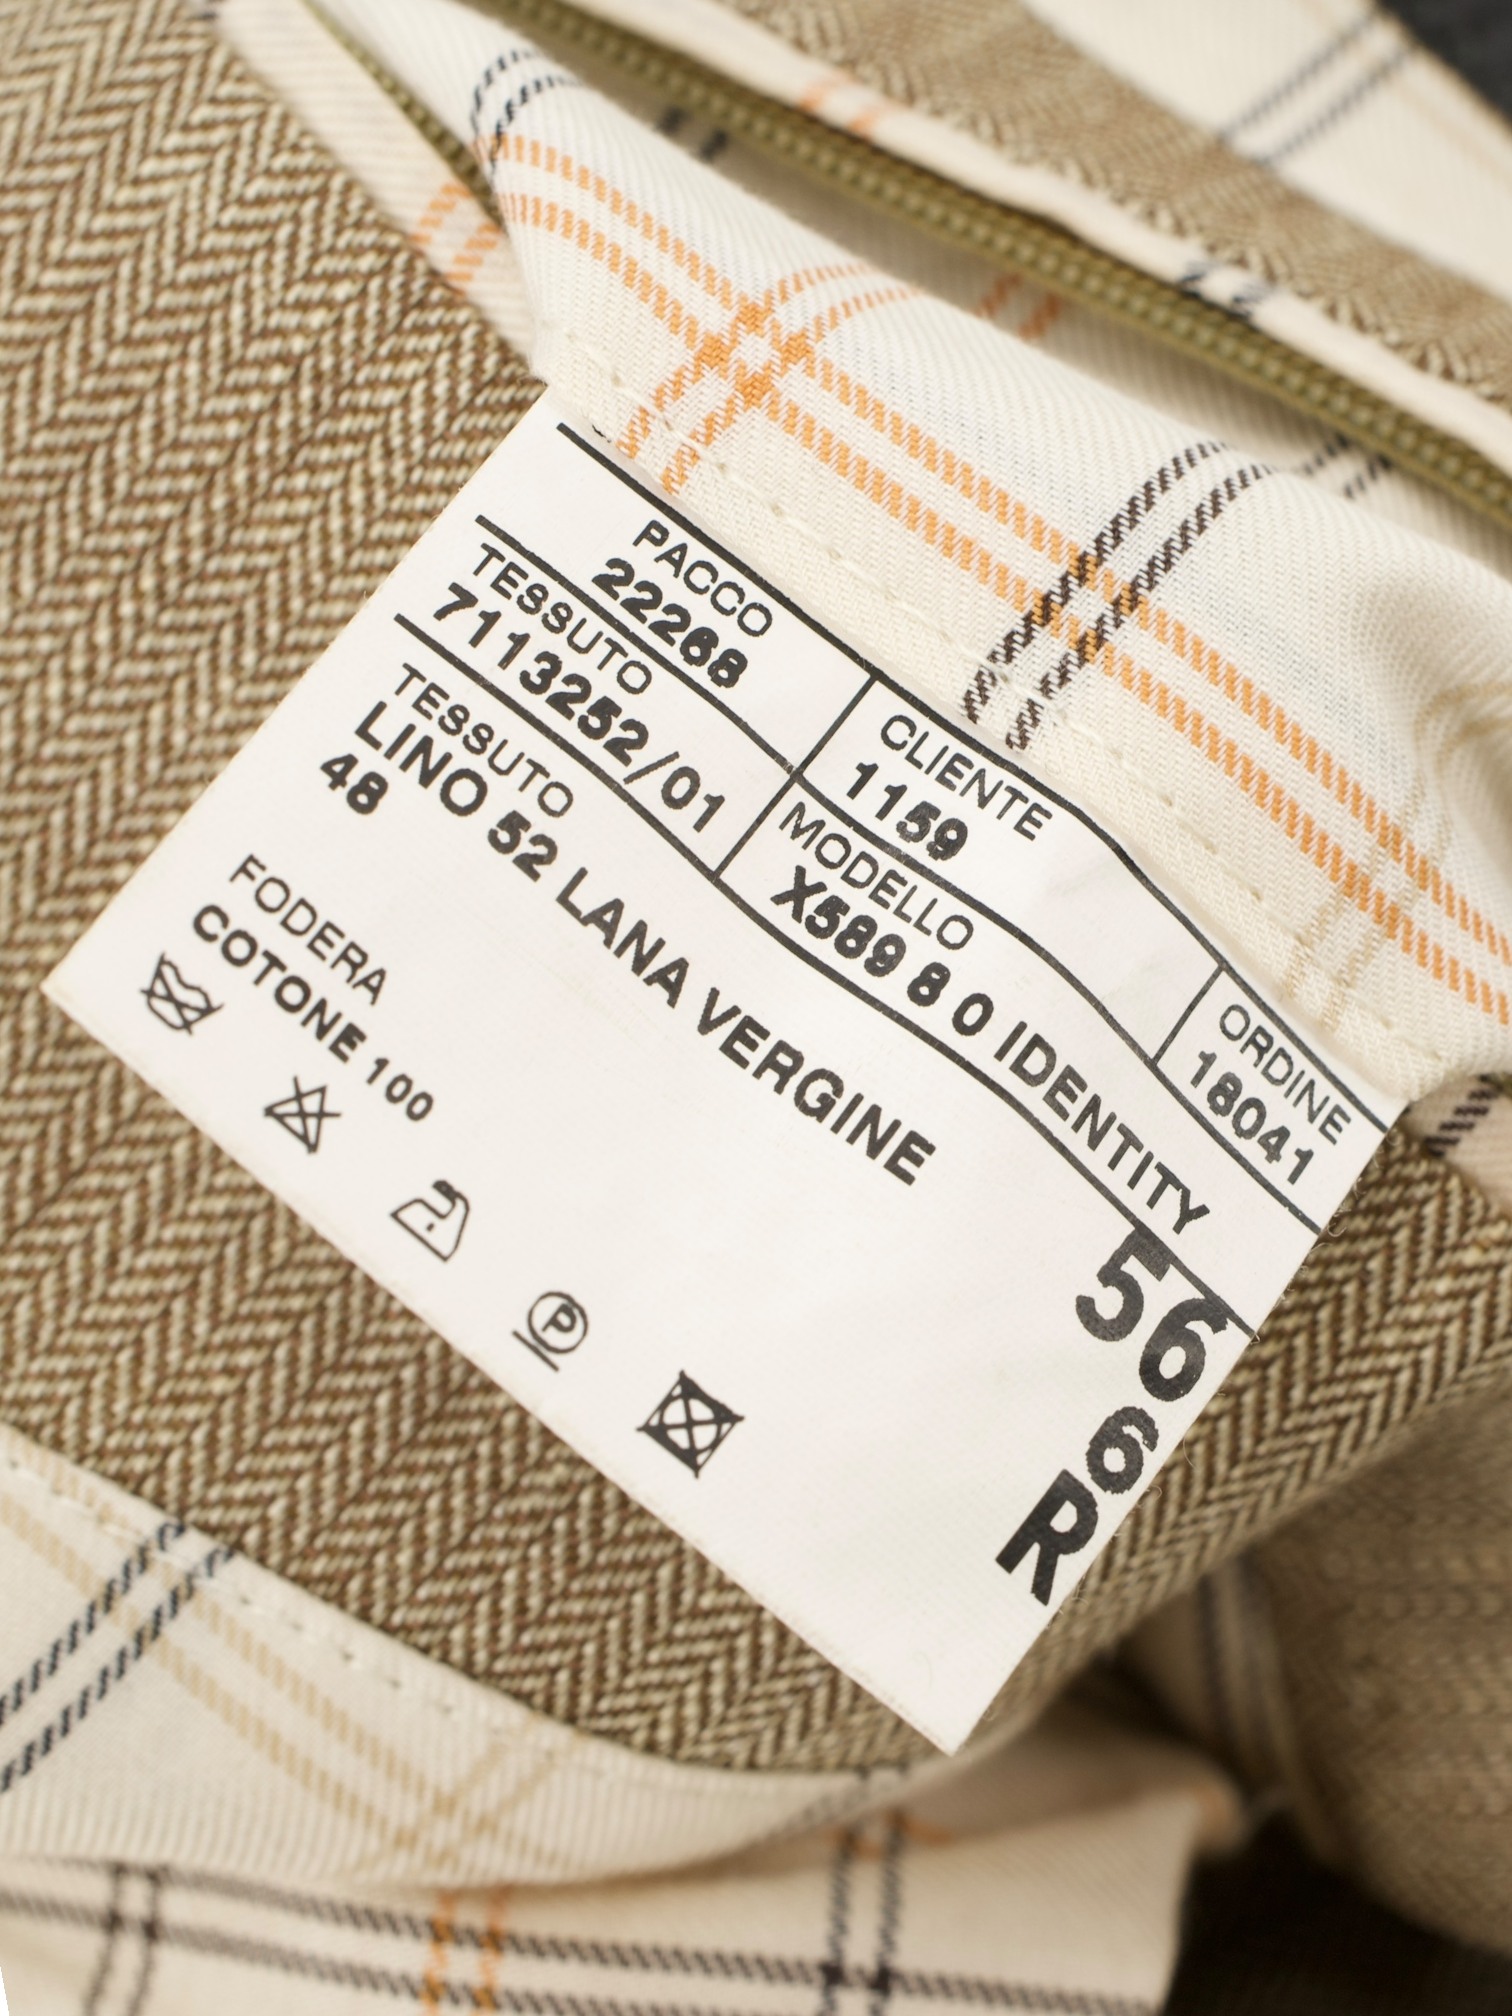 PACCO
22268
CLIENTE
1159
ORDINE
18041
TESSUTO
7113252/01
MODELLO
X589 8 0 IDENTITY
TESSUTO
LINO 52 LANA VERGINE
48
56
6
R
FODERA
COTONE 100
P